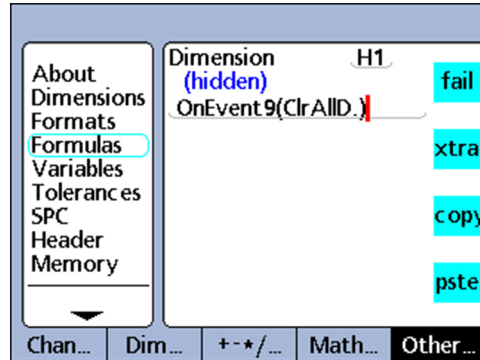 Dimension H1
(hidden)
OnEvent9(ClrAllD.)
About
Dimensions
Formats
Formulas
Variables
Tolerances
SPC
Header
Memory
fail
xtra
copy
pste
Chan... Dim... +-*/... Math... Other...